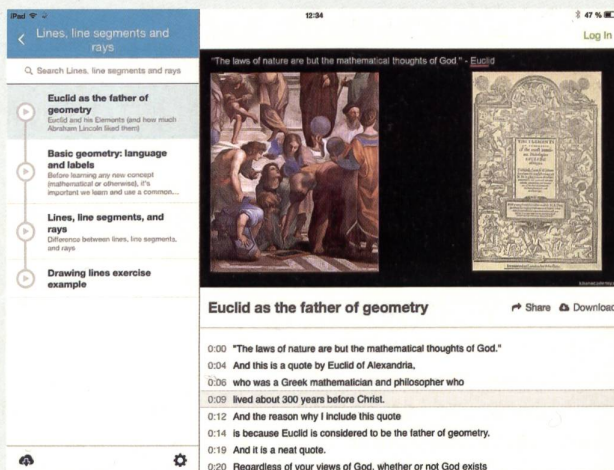 iPad
12:34
47 %
Lines, line segments and
rays
Log In
Search Lines, line segments and rays
Euclid as the father of
geometry
Euclid and his Elements (and how much
Abraham Lincoln liked them)
Basic geometry: language
and labels
Before learning any new concept
(mathematical or otherwise), it's
important we learn and use a common...
Lines, line segments, and
rays
Difference between lines, line segments,
and rays
Drawing lines exercise
example
"The laws of nature are but the mathematical thoughts of God." - Euclid
Euclid as the father of geometry
Share
Download
0:00 "The laws of nature are but the mathematical thoughts of God."
0:04 And this is a quote by Euclid of Alexandria,
0:06 who was a Greek mathematician and philosopher who
0:09 lived about 300 years before Christ.
0:12 And the reason why I include this quote
0:14 is because Euclid is considered to be the father of geometry.
0:19 And it is a neat quote.
0:20 Regardless of your views of God, whether or not God exists